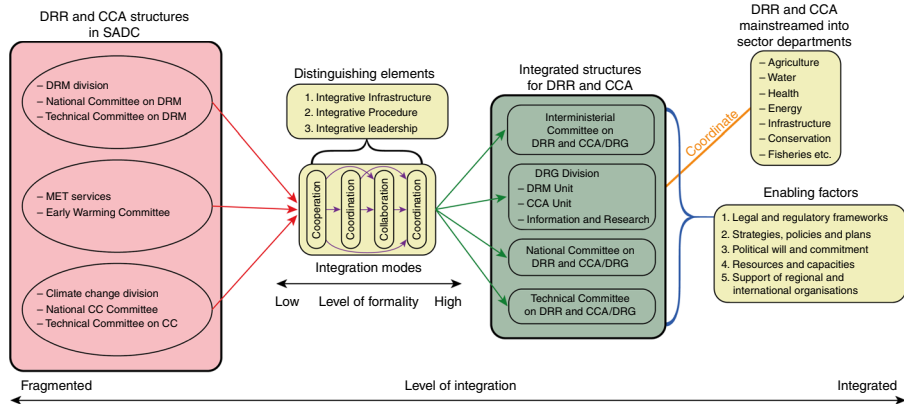 DRR and CCA structures
in SADC
– DRM division
– National Committee on DRM
– Technical Committee on DRM
– MET services
– Early Warming Committee
– Climate change division
– National CC Committee
– Technical Committee on CC
Distinguishing elements
1. Integrative Infrastructure
2. Integrative Procedure
3. Integrative leadership
Cooperation
Coordination
Collaboration
Coordination
Integration modes
Low Level of formality High
Integrated structures
for DRR and CCA
Interministerial
Committee on
DRR and CCA/DRG
DRG Division
– DRM Unit
– CCA Unit
– Information and Research
National Committee on
DRR and CCA/DRG
Technical Committee
on DRR and CCA/DRG
Coordinate
DRR and CCA
mainstreamed into
sector departments
– Agriculture
– Water
– Health
– Energy
– Infrastructure
– Conservation
– Fisheries etc.
Enabling factors
1. Legal and regulatory frameworks
2. Strategies, policies and plans
3. Political will and commitment
4. Resources and capacities
5. Support of regional and
international organisations
Fragmented Level of integration Integrated